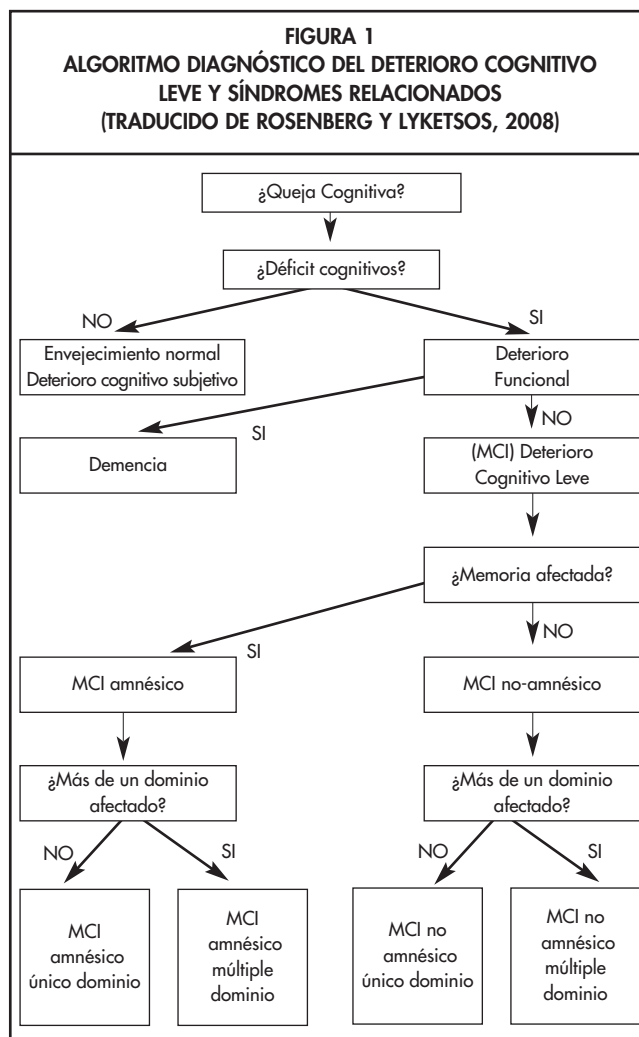 FIGURA 1
ALGORITMO DIAGNÓSTICO DEL DETERIORO COGNITIVO
LEVE Y SÍNDROMES RELACIONADOS
(TRADUCIDO DE ROSENBERG Y LYKETSOS, 2008)
¿Queja Cognitiva?
¿Déficit cognitivos?
NO
SI
Envejecimiento normal
Deterioro cognitivo subjetivo
Deterioro
Funcional
SI
NO
Demencia
(MCI) Deterioro
Cognitivo Leve
¿Memoria afectada?
SI
NO
MCI amnésico
MCI no-amnésico
¿Más de un dominio
afectado?
¿Más de un dominio
afectado?
NO
SI
NO
SI
MCI
amnésico
único dominio
MCI
amnésico
múltiple
dominio
MCI no
amnésico
único dominio
MCI no
amnésico
múltiple
dominio